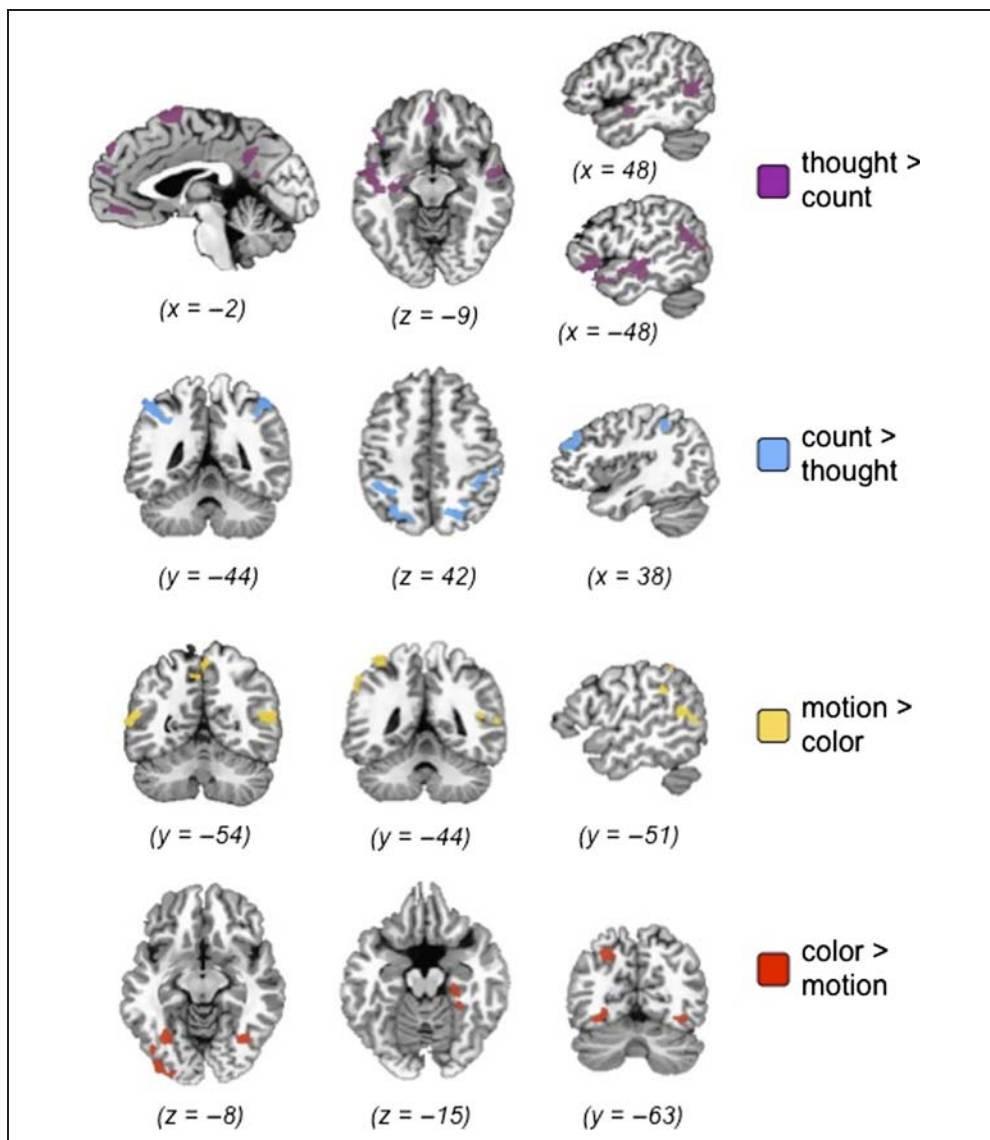 (x = 48)
thought >
count
(x = –2)
(z = –9)
(x = –48)
count >
thought
(y = –44)
(z = 42)
(x = 38)
motion >
color
(y = –54)
(y = –44)
(y = –51)
color >
motion
(z = –8)
(z = –15)
(y = –63)